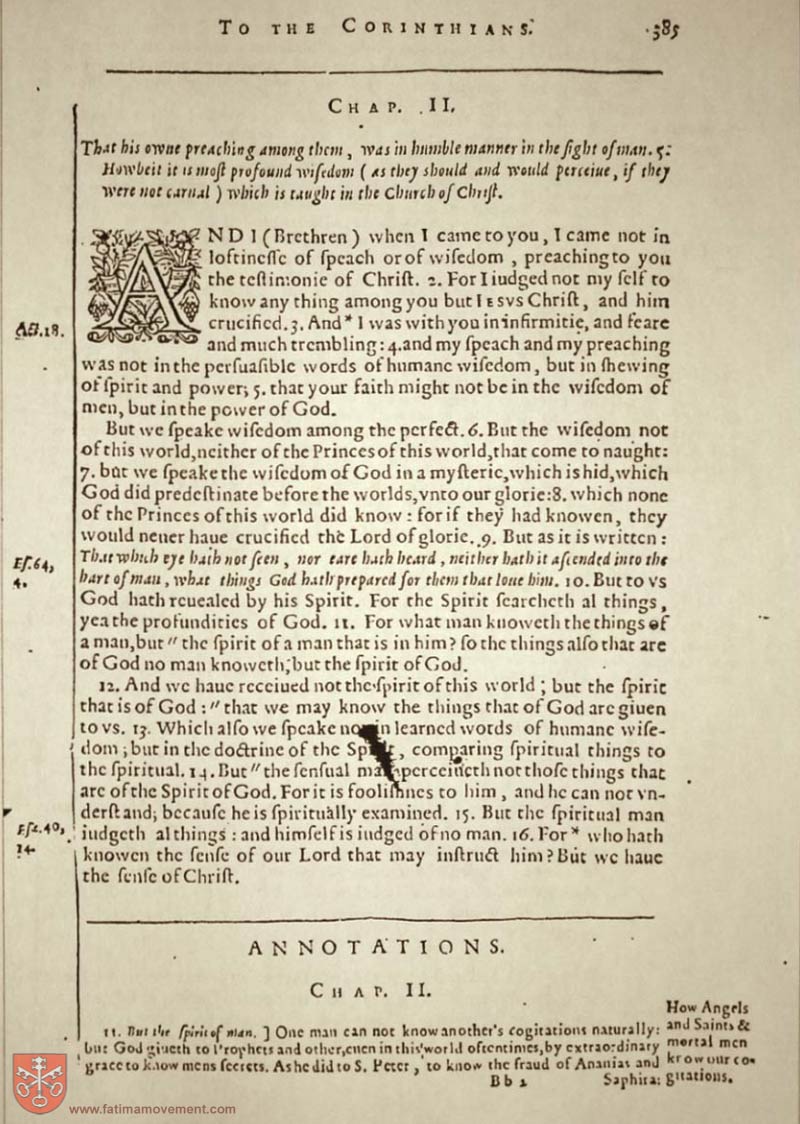 TO THE CORINTHIANS.
385
CHAP. II.
That his owne preaching among them, was in humble manner in the ſight of man. 5:
Howbeit it is moſt profound wiſedom ( as they should and would perceiue, if they
were not carnal ) which is taught in the Church of Chriſt.
AND I (Brethren) when I came to you, I came not in
loftineſſe of ſpeach or of wiſedom, preaching to you
the teſtimonie of Chriſt. 2. For I iudged not my ſelf to
know any thing among you but IESVS Chriſt, and him
Act. 18.
crucified. 3. And* I was with you in infirmitie, and feare
and much trembling: 4. and my ſpeach and my preaching
was not in the perſuaſible words of humane wiſedom, but in shewing
of ſpirit and power; 5. that your faith might not be in the wiſedom of
men, but in the power of God.
But we ſpeake wiſedom among the perfect. 6. But the wiſedom not
of this world, neither of the Princes of this world, that come to naught:
7. but we ſpeake the wiſedom of God in a myſterie, which is hid, which
God did predeſtinate before the worlds, vnto our glorie: 8. which none
of the Princes of this world did know: for if they had knowen, they
would neuer haue crucified the Lord of glorie. 9. But as it is written:
Eſ. 64,
4.
That which eye hath not ſeen, nor eare hath heard, neither hath it aſcended into the
hart of man, what things God hath prepared for them that loue him. 10. But to vs
God hath reuealed by his Spirit. For the Spirit ſearcheth al things,
yea the profundities of God. 11. For what man knoweth the things of
a man, but " the ſpirit of a man that is in him? ſo the things alſo that are
of God no man knoweth, but the ſpirit of God.
12. And we haue receiued not the ſpirit of this world; but the ſpirit
that is of God: " that we may know the things that of God are giuen
to vs. 13. Which alſo we ſpeake not in learned words of humane wiſe-
dom; but in the doctrine of the , comparing ſpiritual things to
the ſpiritual. 14. But " the ſenſual man perceiueth not thoſe things that
are of the Spirit of God. For it is foolishnes to him, and he can not vn-
derſtand; becauſe he is ſpiritually examined. 15. But the ſpiritual man
Eſa. 40,
14.
iudgeth al things: and himſelf is iudged of no man. 16. For* who hath
knowen the ſenſe of our Lord that may inſtruct him? But we haue
the ſenſe of Chriſt.
ANNOTATIONS.
CHAP. II.
11. But the ſpirit of man. ] One man can not know another's cogitations naturally:
but God giueth to Prophets and other, euen in this world oftentimes, by extraordinary
grace to know mens ſecrets. As he did to S. Peter, to know the fraud of Ananias and
Bb 1
Saphira:
How Angels
and Saints &
mortal men
know our co-
gitations.
www.fatimamovement.com